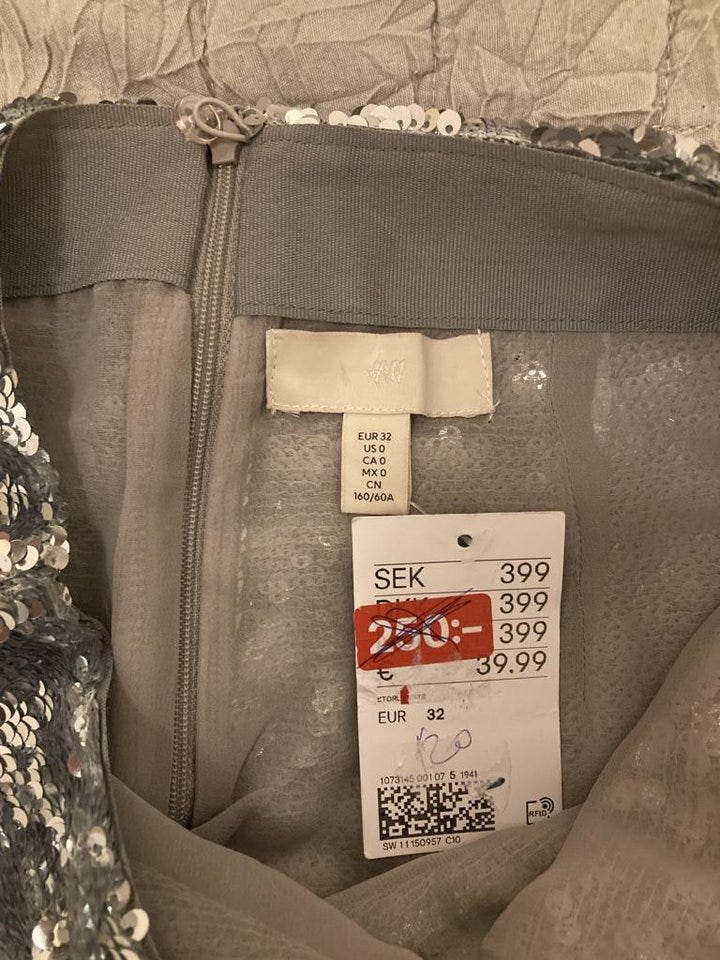 H&M
EUR 32
US 0
CA 0
MX 0
CN
160/60A
SEK 399
DKK 399
250:- 399
€ 39.99
EUR 32
120
1073145 001 07 5 1941
RFID
SW 11150957 C10